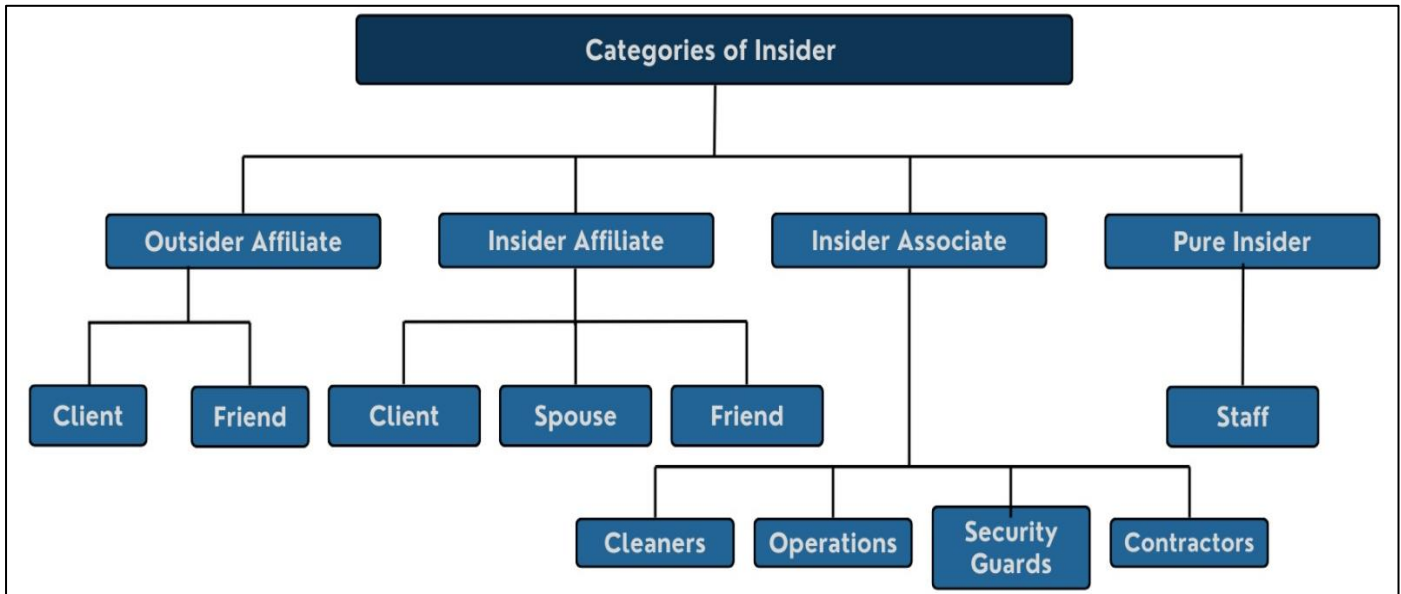 Categories of Insider
Outsider Affiliate
Insider Affiliate
Insider Associate
Pure Insider
Client
Friend
Client
Spouse
Friend
Staff
Cleaners
Operations
Security
Guards
Contractors